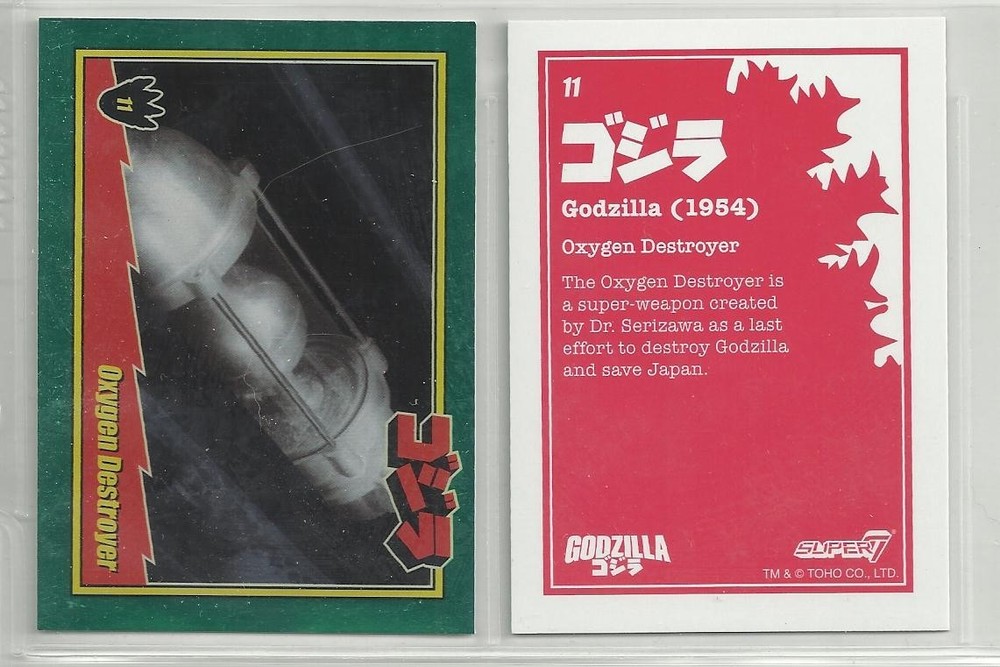 11
Oxygen Destroyer
ゴジラ
11
ゴジラ
Godzilla (1954)
Oxygen Destroyer
The Oxygen Destroyer is
a super-weapon created
by Dr. Serizawa as a last
effort to destroy Godzilla
and save Japan.
GODZILLA
ゴジラ
SUPER7
TM & © TOHO CO., LTD.